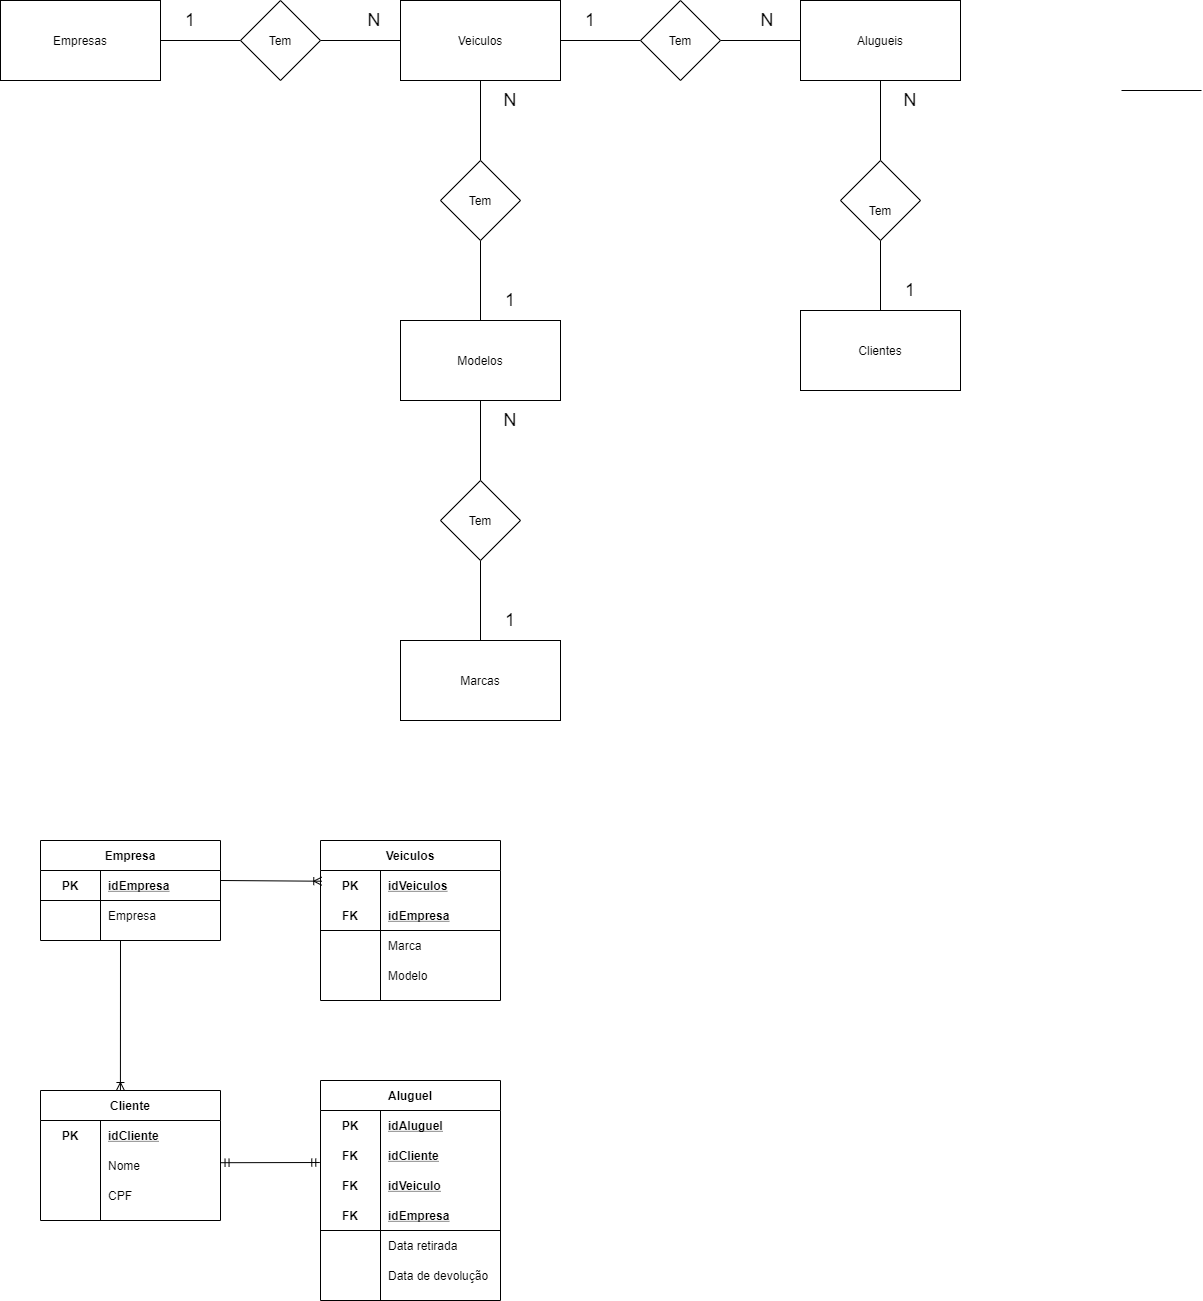 Empresas
1
Tem
N
Veiculos
1
Tem
N
Alugueis
N
N
Tem
Tem
1
1
Modelos
Clientes
N
Tem
1
Marcas
Empresa
PK idEmpresa
Empresa
Veiculos
PK idVeiculos
FK idEmpresa
Marca
Modelo
Cliente
PK idCliente
Nome
CPF
Aluguel
PK idAluguel
FK idCliente
FK idVeiculo
FK idEmpresa
Data retirada
Data de devolução